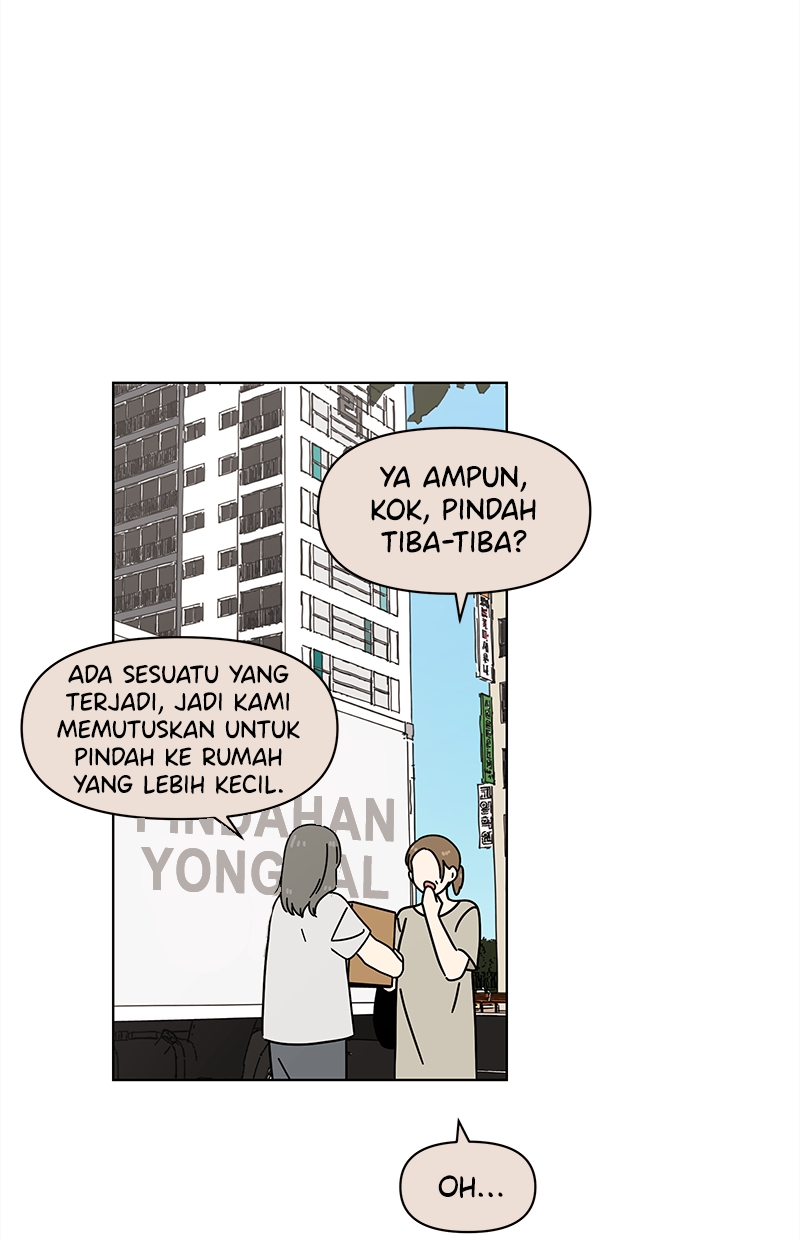 YA AMPUN,
KOK, PINDAH
TIBA-TIBA?
ADA SESUATU YANG
TERJADI, JADI KAMI
MEMUTUSKAN UNTUK
PINDAH KE RUMAH
YANG LEBIH KECIL.
PINDAHAN
OH...